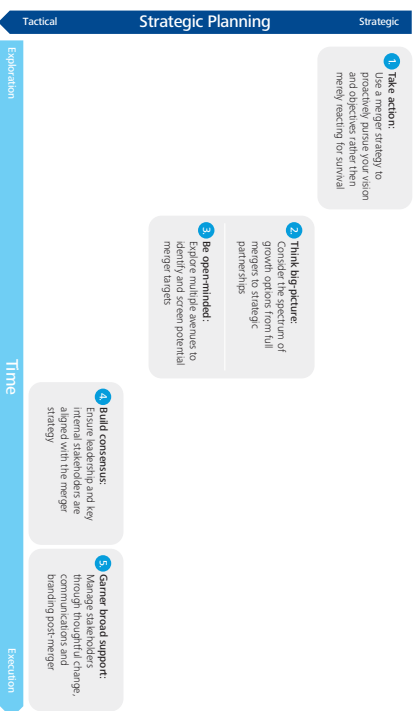 Tactical
Strategic Planning
Strategic
Exploration
Time
Execution
1. Take action:
Use a merger strategy to
proactively pursue your vision
and objectives rather then
merely reacting for survival
2. Think big-picture:
Consider the spectrum of
growth options from full
mergers to strategic
partnerships
3. Be open-minded:
Explore multiple avenues to
identify and screen potential
merger targets
4. Build consensus:
Ensure leadership and key
internal stakeholders are
aligned with the merger
strategy
5. Garner broad support:
Manage stakeholders
through thoughtful change,
communications and
branding post-merger